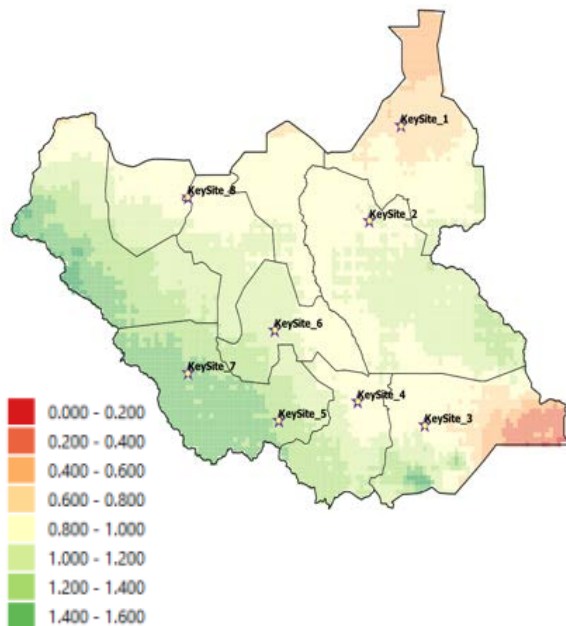 KeySite_1
KeySite_8
KeySite_2
KeySite_6
KeySite_7
KeySite_4
KeySite_5
KeySite_3
0.000 - 0.200
0.200 - 0.400
0.400 - 0.600
0.600 - 0.800
0.800 - 1.000
1.000 - 1.200
1.200 - 1.400
1.400 - 1.600